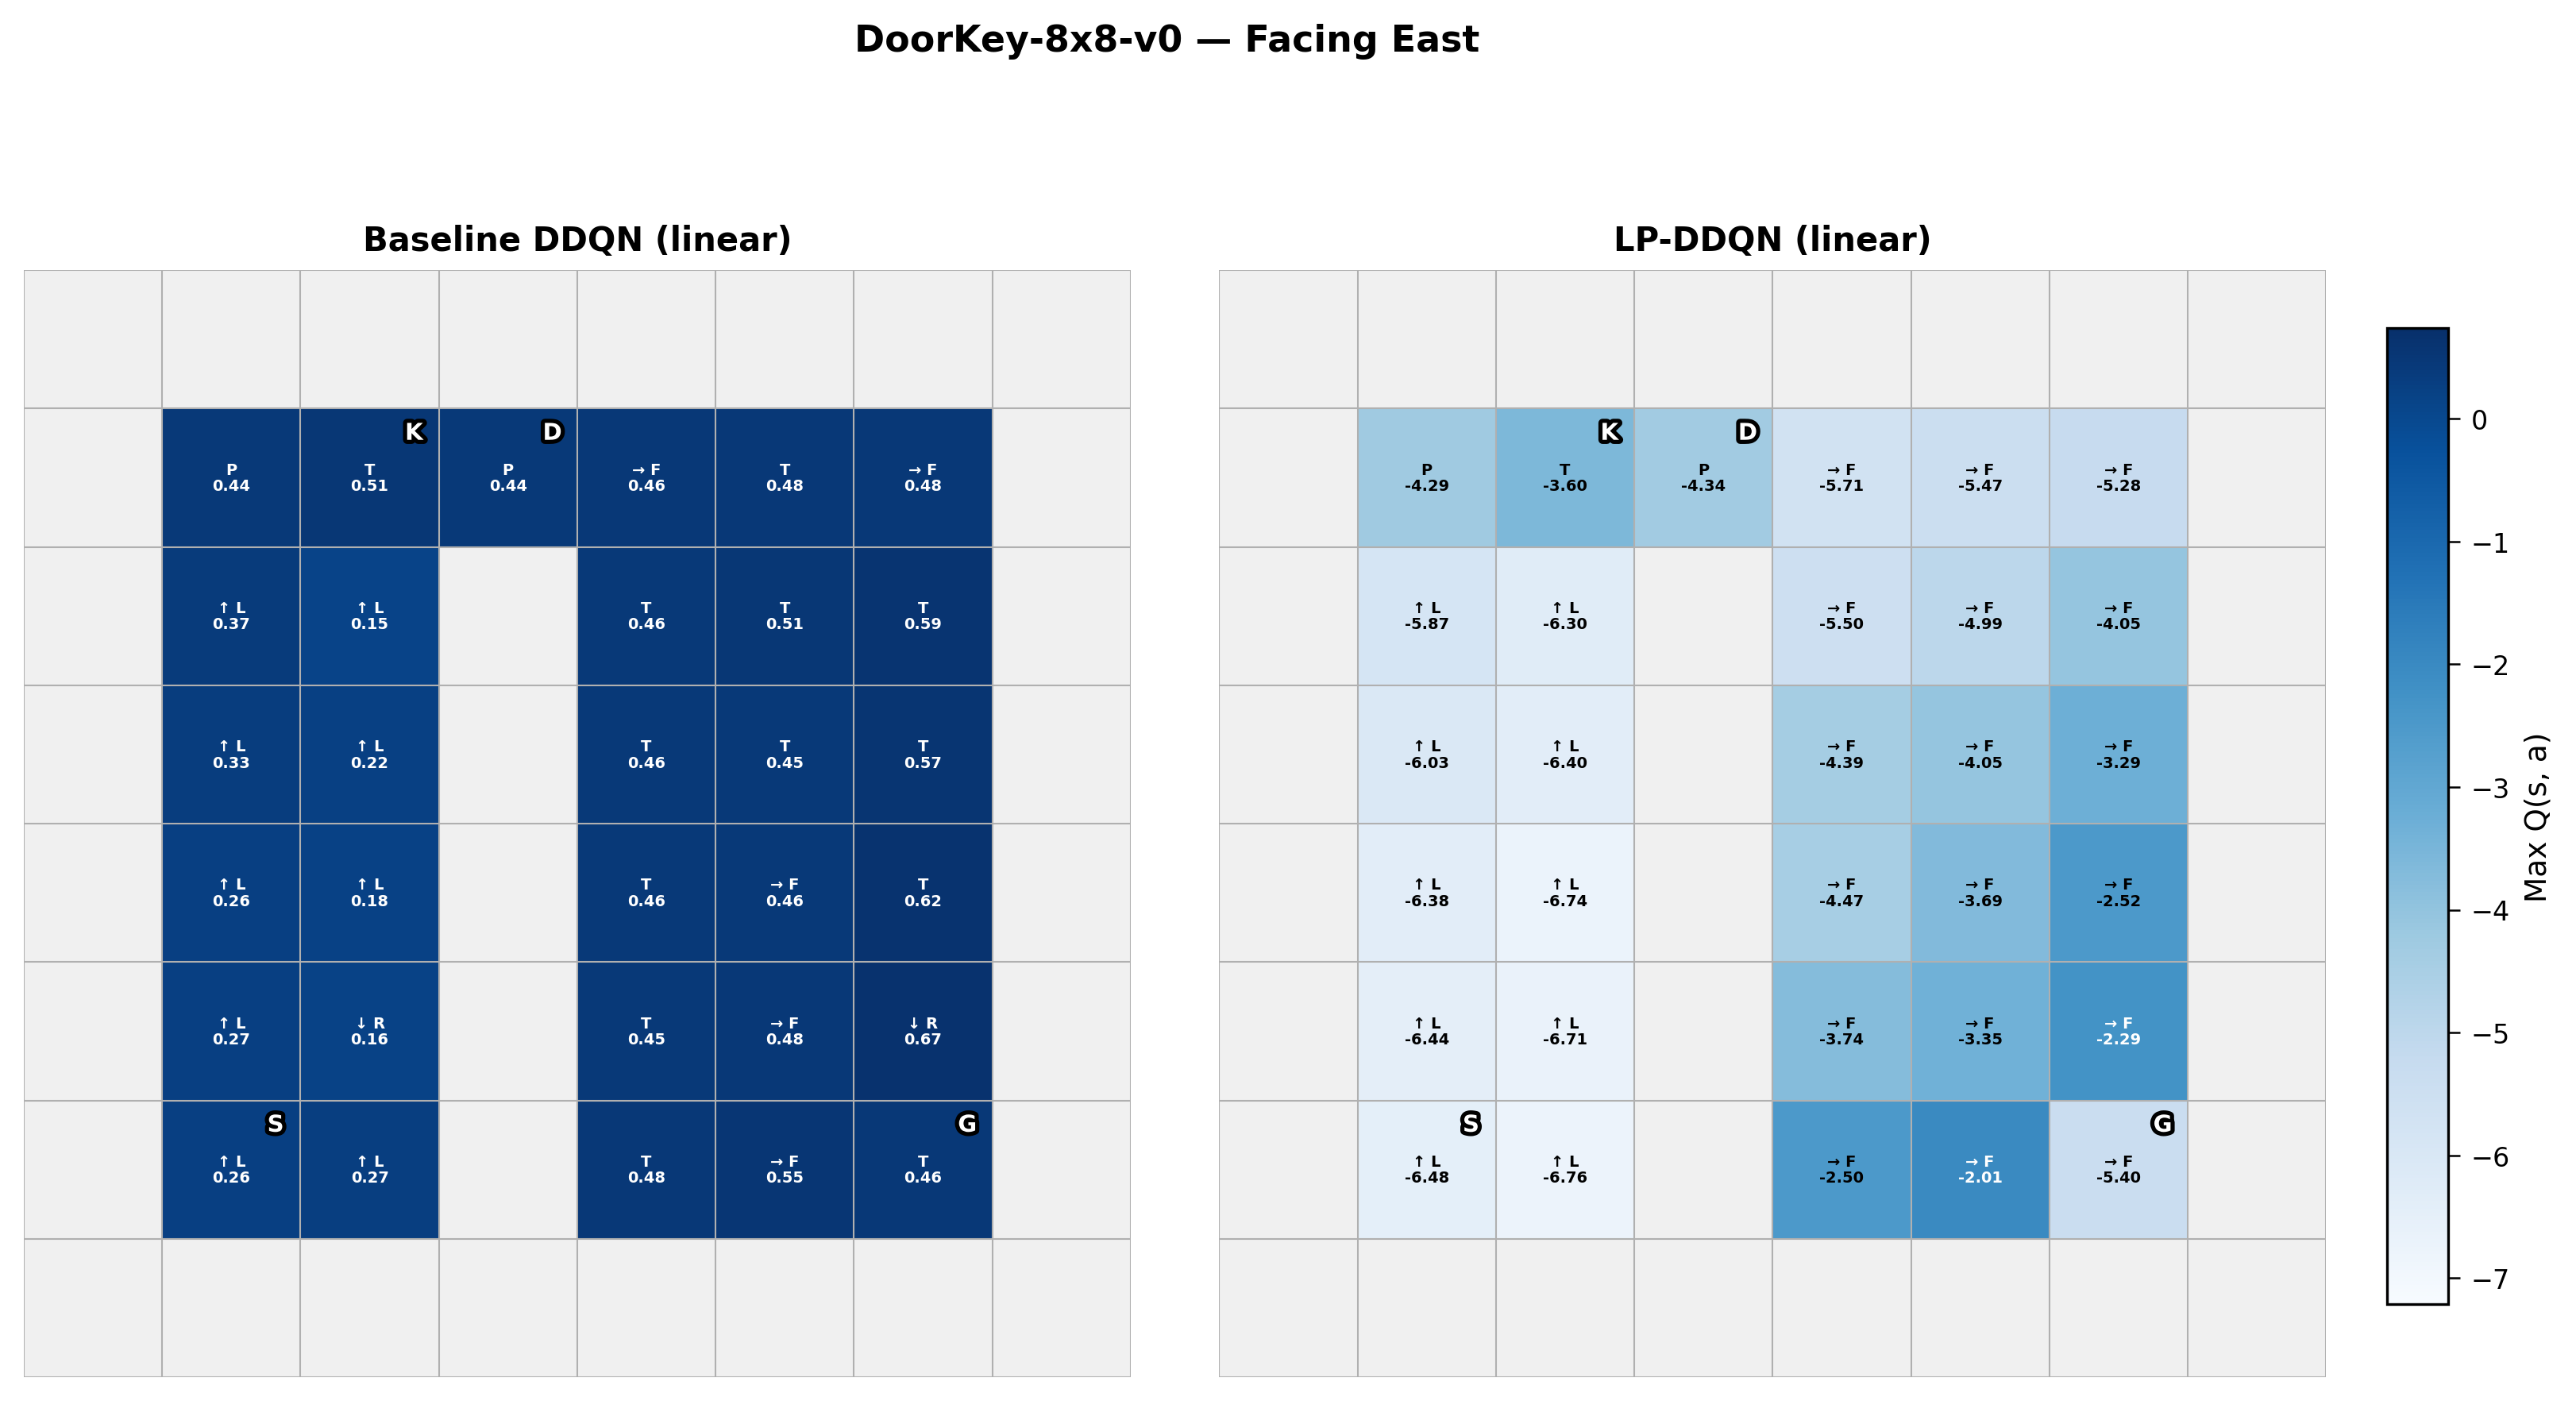 DoorKey-8x8-v0 — Facing East
Baseline DDQN (linear)
K D
P T P → F T → F
0.44 0.51 0.44 0.46 0.48 0.48
↑ L ↑ L T T T
0.37 0.15 0.46 0.51 0.59
↑ L ↑ L T T T
0.33 0.22 0.46 0.45 0.57
↑ L ↑ L T → F T
0.26 0.18 0.46 0.46 0.62
↑ L ↓ R T → F ↓ R
0.27 0.16 0.45 0.48 0.67
S G
↑ L ↑ L T → F T
0.26 0.27 0.48 0.55 0.46
LP-DDQN (linear)
K D
P T P → F → F → F
-4.29 -3.60 -4.34 -5.71 -5.47 -5.28
↑ L ↑ L → F → F → F
-5.87 -6.30 -5.50 -4.99 -4.05
↑ L ↑ L → F → F → F
-6.03 -6.40 -4.39 -4.05 -3.29
↑ L ↑ L → F → F → F
-6.38 -6.74 -4.47 -3.69 -2.52
↑ L ↑ L → F → F → F
-6.44 -6.71 -3.74 -3.35 -2.29
S G
↑ L ↑ L → F → F → F
-6.48 -6.76 -2.50 -2.01 -5.40
0
−1
−2
−3
−4
−5
−6
−7
Max Q(s, a)